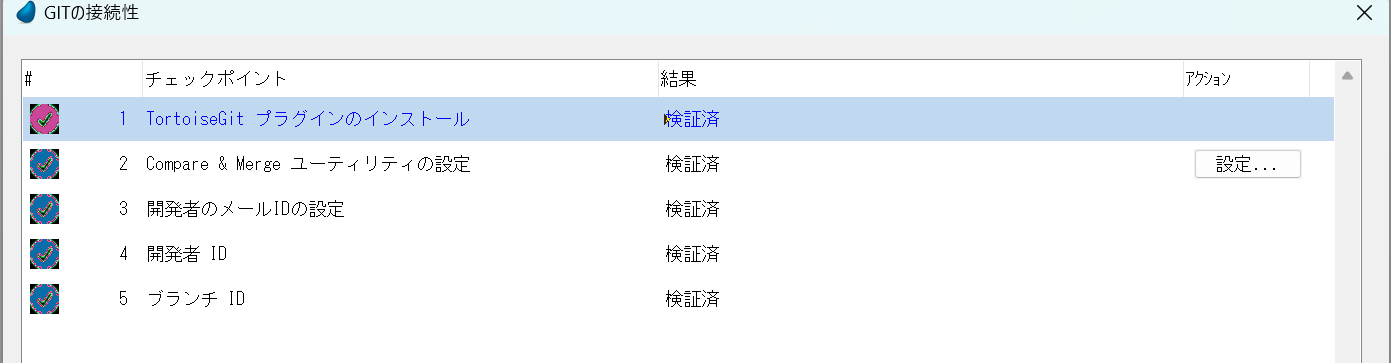 GITの接続性
# チェックポイント 結果 ｱｸｼｮﾝ
1 TortoiseGit プラグインのインストール 検証済
2 Compare & Merge ユーティリティの設定 検証済 設定...
3 開発者のメールIDの設定 検証済
4 開発者 ID 検証済
5 ブランチ ID 検証済